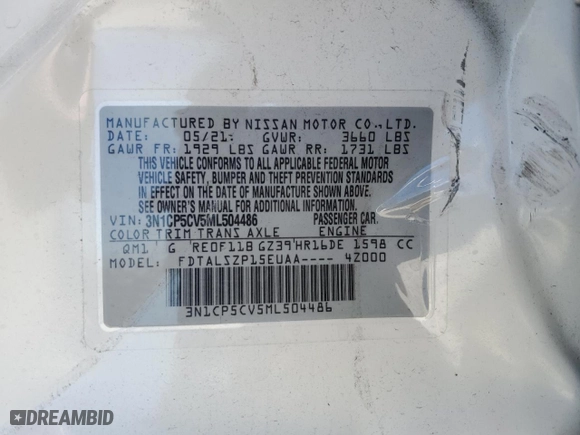 MANUFACTURED BY NISSAN MOTOR CO.,LTD.
DATE: 05/21 GVWR: 3660 LBS
GAWR FR: 1929 LBS GAWR RR: 1731 LBS
THIS VEHICLE CONFORMS TO ALL APPLICABLE FEDERAL MOTOR
VEHICLE SAFETY, BUMPER AND THEFT PREVENTION STANDARDS
IN EFFECT ON THE DATE OF MANUFACTURE SHOWN ABOVE.
SEE OWNER'S MANUAL FOR ADDITIONAL INFORMATION
VIN: 3N1CP5CV5ML504486 PASSENGER CAR.
COLOR TRIM TRANS AXLE ENGINE
QM1 G RE0F11B GZ39 HR16DE 1598 CC
MODEL: FDTALSZP15EUAA---- 42000
3N1CP5CV5ML504486
DREAMBID